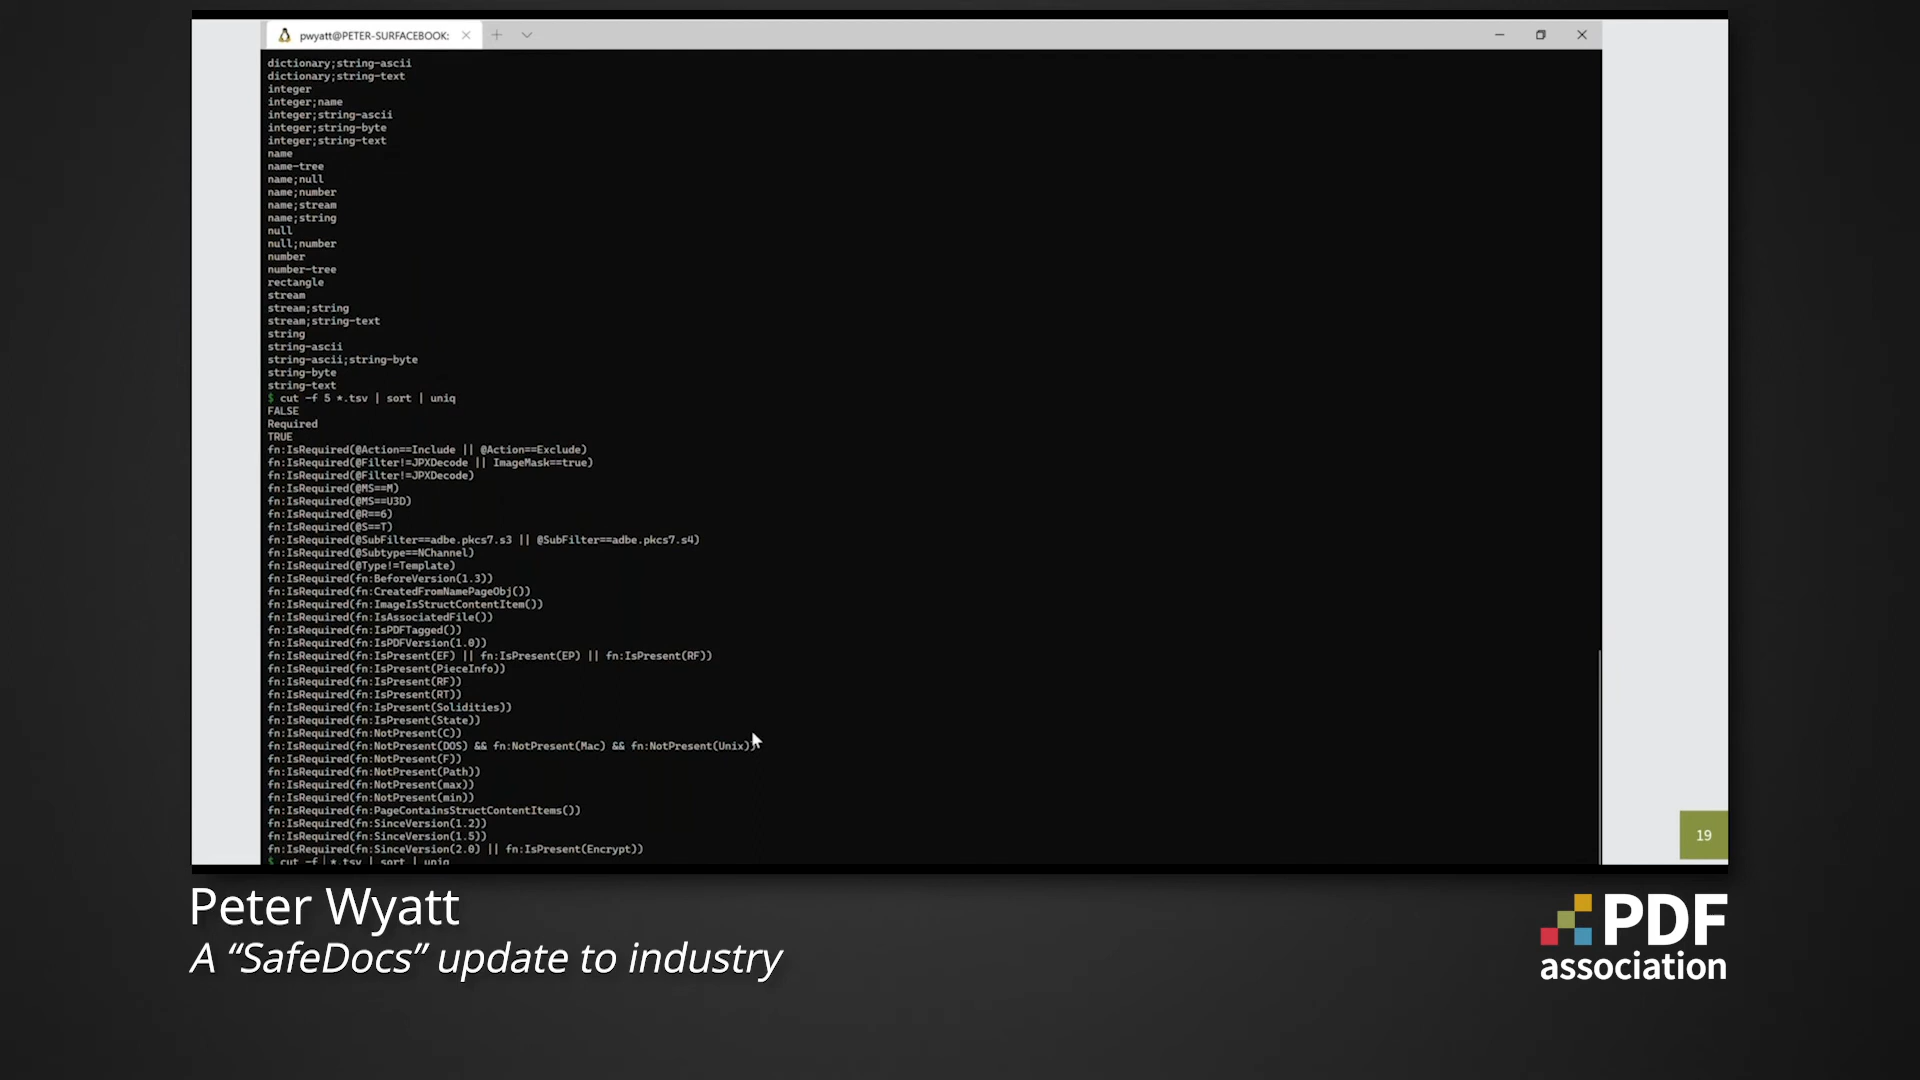 pwyatt@PETER-SURFACEBOOK:
dictionary;string-ascii
dictionary;string-text
integer
integer;name
integer;string-ascii
integer;string-byte
integer;string-text
name
name-tree
name;null
name;number
name;stream
name;string
null
null;number
number
number-tree
rectangle
stream
stream;string
stream;string-text
string
string-ascii
string-ascii;string-byte
string-byte
string-text
$ cut -f 5 *.tsv | sort | uniq
FALSE
Required
TRUE
fn:IsRequired(@Action==Include || @Action==Exclude)
fn:IsRequired(@Filter!=JPXDecode || ImageMask==true)
fn:IsRequired(@Filter!=JPXDecode)
fn:IsRequired(@MS==M)
fn:IsRequired(@MS==U3D)
fn:IsRequired(@R==6)
fn:IsRequired(@S==T)
fn:IsRequired(@SubFilter==adbe.pkcs7.s3 || @SubFilter==adbe.pkcs7.s4)
fn:IsRequired(@Subtype==NChannel)
fn:IsRequired(@Type!=Template)
fn:IsRequired(fn:BeforeVersion(1.3))
fn:IsRequired(fn:CreatedFromNamePageObj())
fn:IsRequired(fn:ImageIsStructContentItem())
fn:IsRequired(fn:IsAssociatedFile())
fn:IsRequired(fn:IsPDFTagged())
fn:IsRequired(fn:IsPDFVersion(1.0))
fn:IsRequired(fn:IsPresent(EF) || fn:IsPresent(EP) || fn:IsPresent(RF))
fn:IsRequired(fn:IsPresent(PieceInfo))
fn:IsRequired(fn:IsPresent(RF))
fn:IsRequired(fn:IsPresent(RT))
fn:IsRequired(fn:IsPresent(Solidities))
fn:IsRequired(fn:IsPresent(State))
fn:IsRequired(fn:NotPresent(C))
fn:IsRequired(fn:NotPresent(DOS) && fn:NotPresent(Mac) && fn:NotPresent(Unix))
fn:IsRequired(fn:NotPresent(F))
fn:IsRequired(fn:NotPresent(Path))
fn:IsRequired(fn:NotPresent(max))
fn:IsRequired(fn:NotPresent(min))
fn:IsRequired(fn:PageContainsStructContentItems())
fn:IsRequired(fn:SinceVersion(1.2))
fn:IsRequired(fn:SinceVersion(1.5))
fn:IsRequired(fn:SinceVersion(2.0) || fn:IsPresent(Encrypt))
$ cut -f *.tsv | sort | uniq
19
Peter Wyatt
A “SafeDocs” update to industry
PDF
association